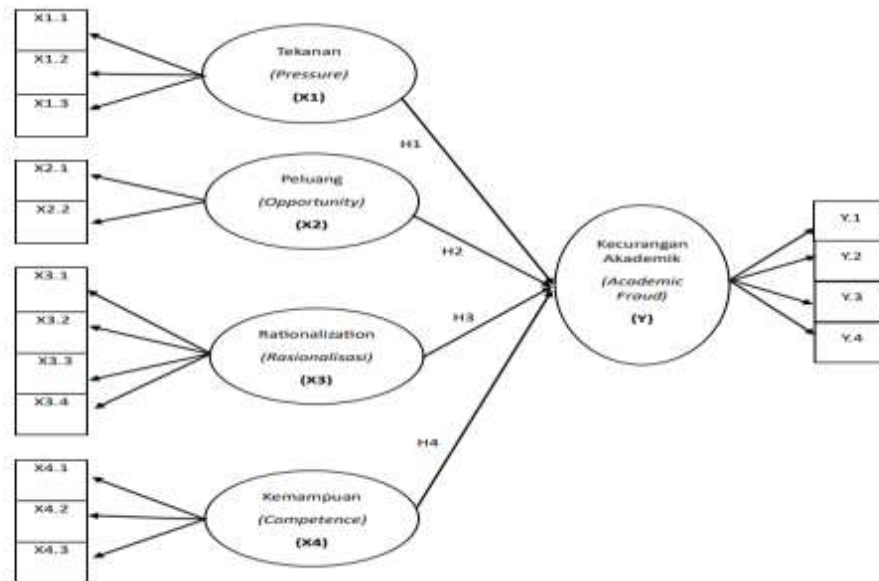 X1.1
X1.2
X1.3
Tekanan
(Pressure)
(X1)
H1
X2.1
X2.2
Peluang
(Opportunity)
(X2)
H2
X3.1
X3.2
X3.3
X3.4
Rationalization
(Rasionalisasi)
(X3)
H3
X4.1
X4.2
X4.3
Kemampuan
(Competence)
(X4)
H4
Kecurangan
Akademik
(Academic
Fraud)
(Y)
Y.1
Y.2
Y.3
Y.4